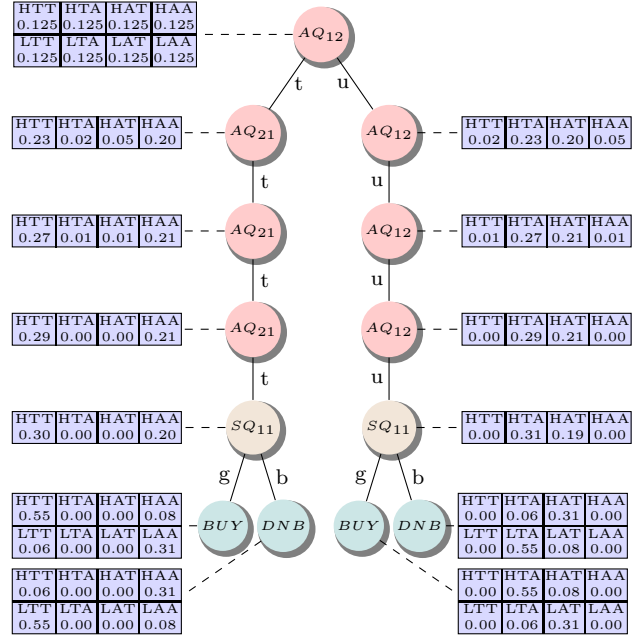 HTT HTA HAT HAA
0.125 0.125 0.125 0.125
LTT LTA LAT LAA
0.125 0.125 0.125 0.125
AQ12
t u
HTT HTA HAT HAA
0.23 0.02 0.05 0.20
AQ21
AQ12
HTT HTA HAT HAA
0.02 0.23 0.20 0.05
t u
HTT HTA HAT HAA
0.27 0.01 0.01 0.21
AQ21
AQ12
HTT HTA HAT HAA
0.01 0.27 0.21 0.01
t u
HTT HTA HAT HAA
0.29 0.00 0.00 0.21
AQ21
AQ12
HTT HTA HAT HAA
0.00 0.29 0.21 0.00
t u
HTT HTA HAT HAA
0.30 0.00 0.00 0.20
SQ11
SQ11
HTT HTA HAT HAA
0.00 0.31 0.19 0.00
g b g b
HTT HTA HAT HAA
0.55 0.00 0.00 0.08
LTT LTA LAT LAA
0.06 0.00 0.00 0.31
BUY DNB BUY DNB
HTT HTA HAT HAA
0.00 0.06 0.31 0.00
LTT LTA LAT LAA
0.00 0.55 0.08 0.00
HTT HTA HAT HAA
0.06 0.00 0.00 0.31
LTT LTA LAT LAA
0.55 0.00 0.00 0.08
HTT HTA HAT HAA
0.00 0.55 0.08 0.00
LTT LTA LAT LAA
0.00 0.06 0.31 0.00